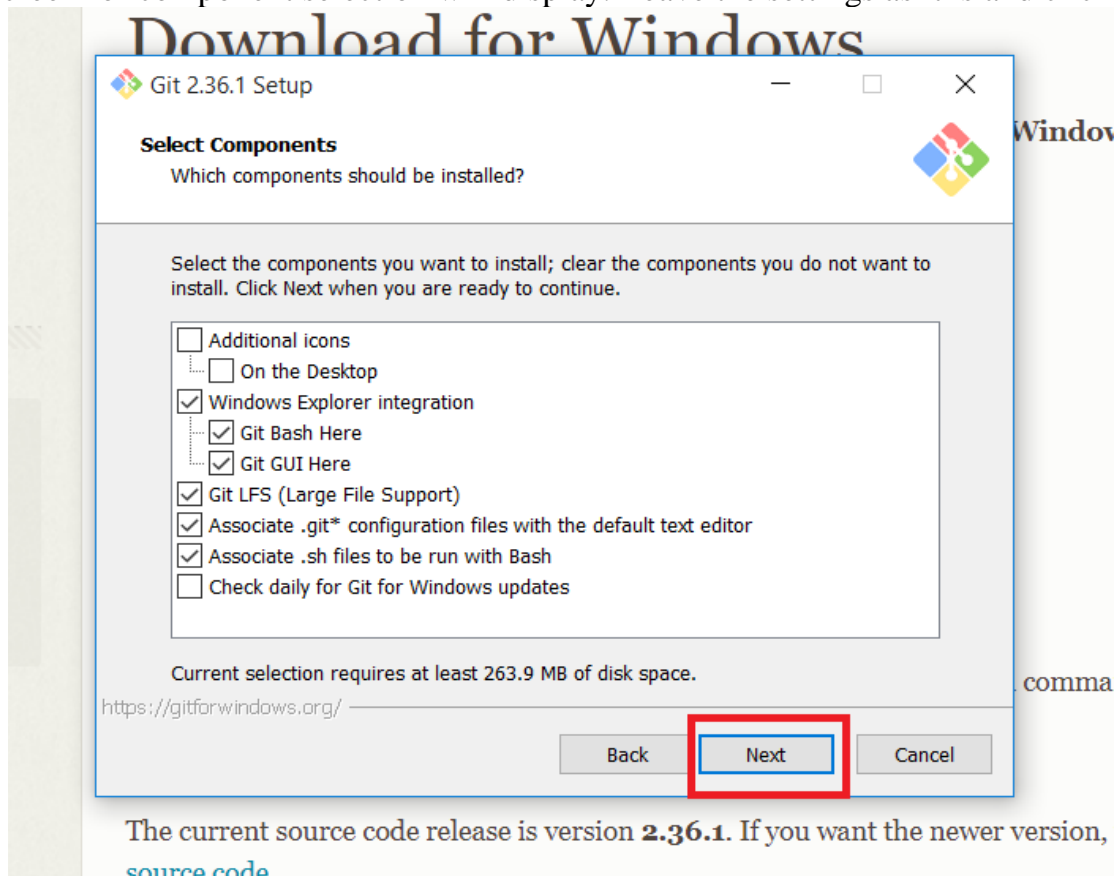 Download for Windows
Git 2.36.1 Setup
Select Components
Which components should be installed?
Select the components you want to install; clear the components you do not want to
install. Click Next when you are ready to continue.
Additional icons
On the Desktop
Windows Explorer integration
Git Bash Here
Git GUI Here
Git LFS (Large File Support)
Associate .git* configuration files with the default text editor
Associate .sh files to be run with Bash
Check daily for Git for Windows updates
Current selection requires at least 263.9 MB of disk space.
https://gitforwindows.org/
Back
Next
Cancel
The current source code release is version 2.36.1. If you want the newer version,
source code